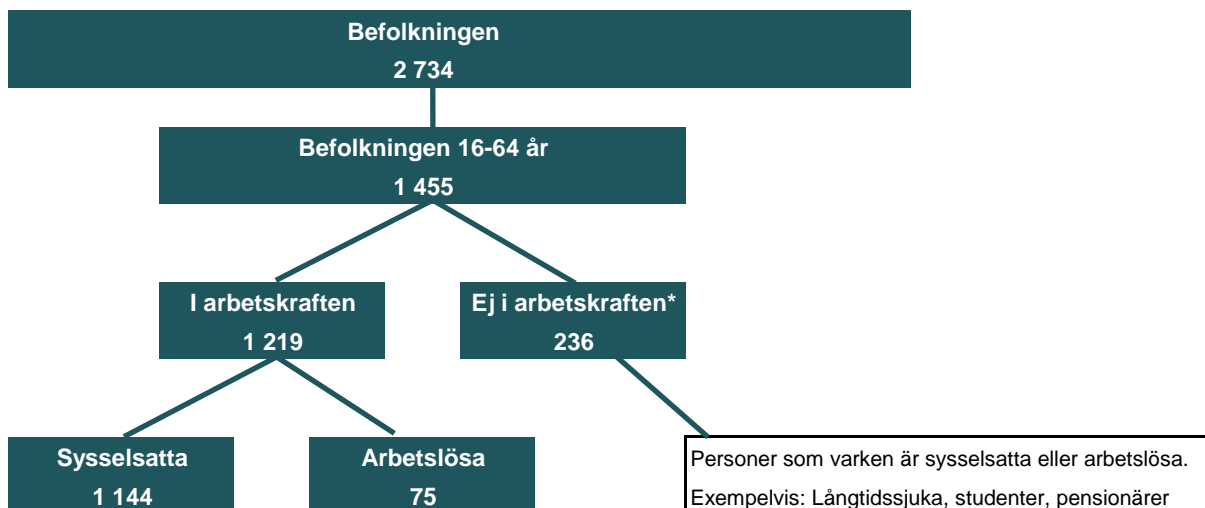 Befolkningen
2 734
Befolkningen 16-64 år
1 455
I arbetskraften
1 219
Ej i arbetskraften*
236
Sysselsatta
1 144
Arbetslösa
75
Personer som varken är sysselsatta eller arbetslösa.
Exempelvis: Långtidssjuka, studenter, pensionärer